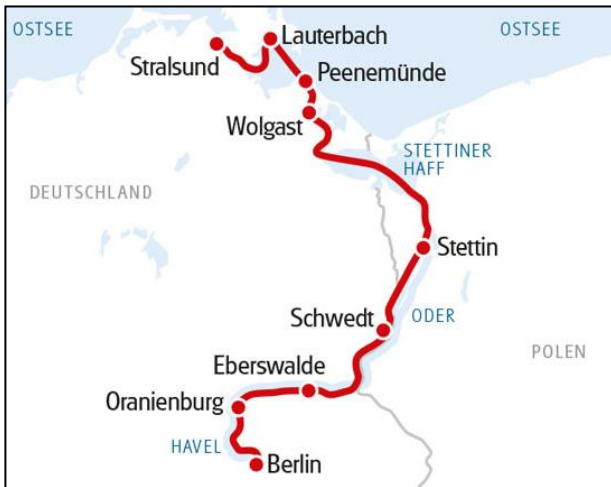 OSTSEE
OSTSEE
Lauterbach
Stralsund
Peenemünde
Wolgast
STETTINER
HAFF
DEUTSCHLAND
Stettin
Schwedt
ODER
POLEN
Eberswalde
Oranienburg
HAVEL
Berlin